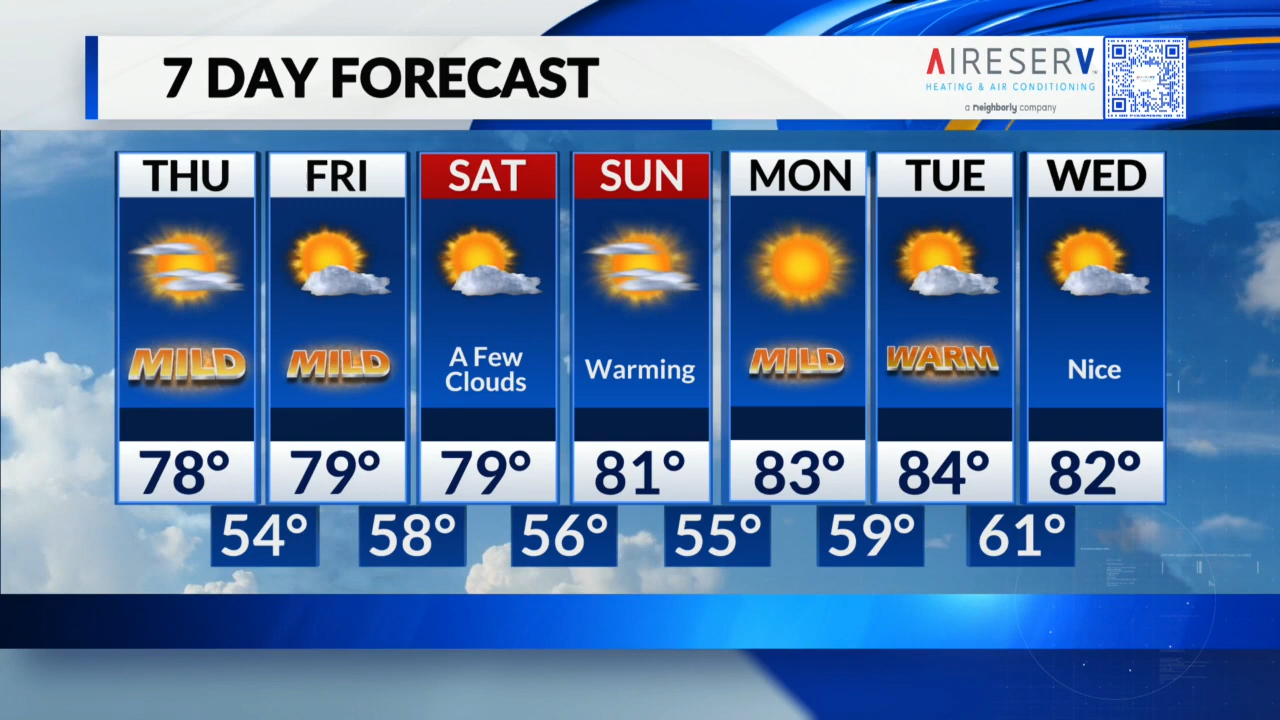 7 DAY FORECAST
AIRESERV
HEATING & AIR CONDITIONING
a neighborly company
THU FRI SAT SUN MON TUE WED
MILD MILD A Few Clouds Warming MILD WARM Nice
78° 79° 79° 81° 83° 84° 82°
54° 58° 56° 55° 59° 61°